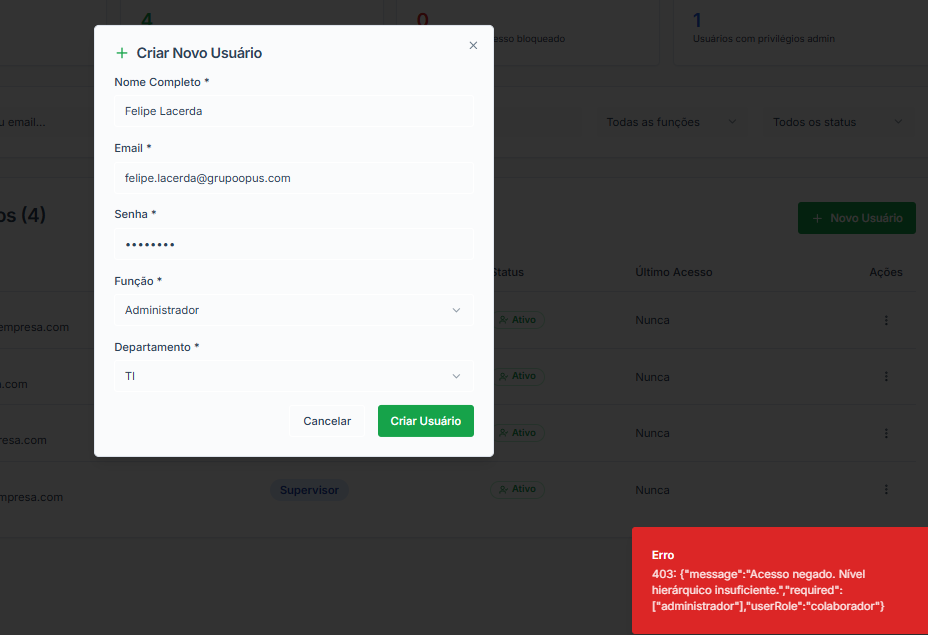 4
0
1
esso bloqueado
Usuários com privilégios admin
Criar Novo Usuário
Nome Completo *
Felipe Lacerda
u email...
Todas as funções
Todos os status
Email *
felipe.lacerda@grupoopus.com
os (4)
Senha *
••••••••
+ Novo Usuário
Status
Último Acesso
Ações
Função *
Administrador
empresa.com
Ativo
Nunca
Departamento *
TI
a.com
Ativo
Nunca
Cancelar
Criar Usuário
resa.com
Ativo
Nunca
mpresa.com
Supervisor
Ativo
Nunca
Erro
403: {"message":"Acesso negado. Nível
hierárquico insuficiente.","required":
["administrador"],"userRole":"colaborador"}